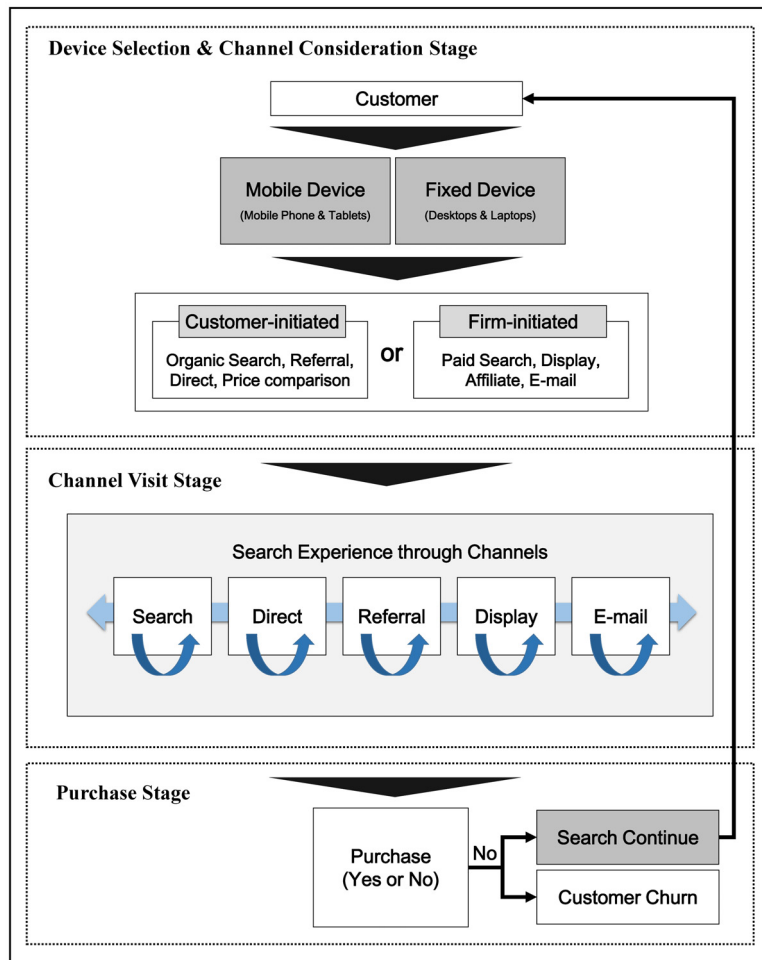 Device Selection & Channel Consideration Stage
Customer
Mobile Device
(Mobile Phone & Tablets)
Fixed Device
(Desktops & Laptops)
Customer-initiated
Organic Search, Referral,
Direct, Price comparison
or
Firm-initiated
Paid Search, Display,
Affiliate, E-mail
Channel Visit Stage
Search Experience through Channels
Search
Direct
Referral
Display
E-mail
Purchase Stage
Purchase
(Yes or No)
No
Search Continue
Customer Churn